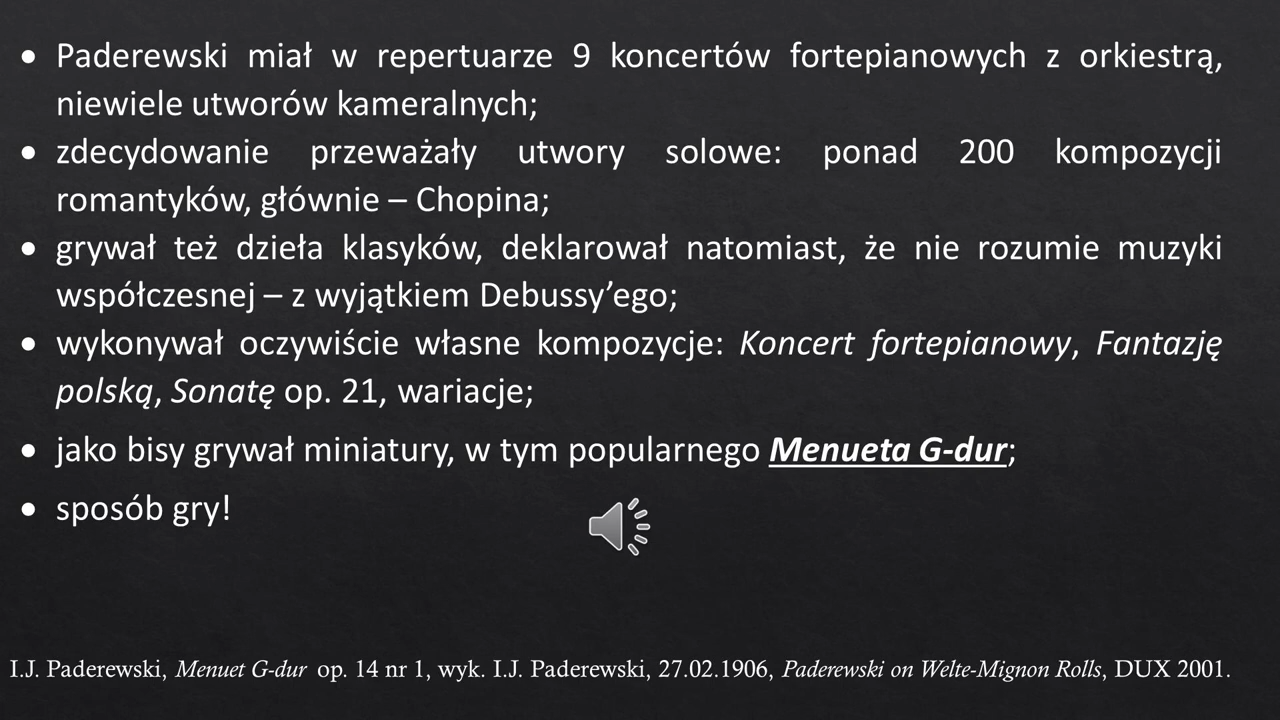 • Paderewski miał w repertuarze 9 koncertów fortepianowych z orkiestrą,
niewiele utworów kameralnych;
• zdecydowanie przeważały utwory solowe: ponad 200 kompozycji
romantyków, głównie – Chopina;
• grywał też dzieła klasyków, deklarował natomiast, że nie rozumie muzyki
współczesnej – z wyjątkiem Debussy’ego;
• wykonywał oczywiście własne kompozycje: Koncert fortepianowy, Fantazję
polską, Sonatę op. 21, wariacje;
• jako bisy grywał miniatury, w tym popularnego Menueta G-dur;
• sposób gry!
I.J. Paderewski, Menuet G-dur op. 14 nr 1, wyk. I.J. Paderewski, 27.02.1906, Paderewski on Welte-Mignon Rolls, DUX 2001.